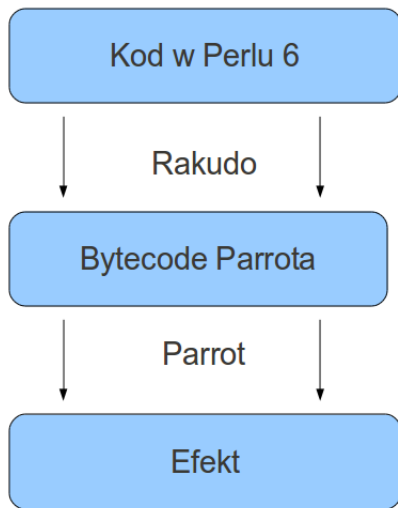 Kod w Perlu 6
Rakudo
Bytecode Parrota
Parrot
Efekt